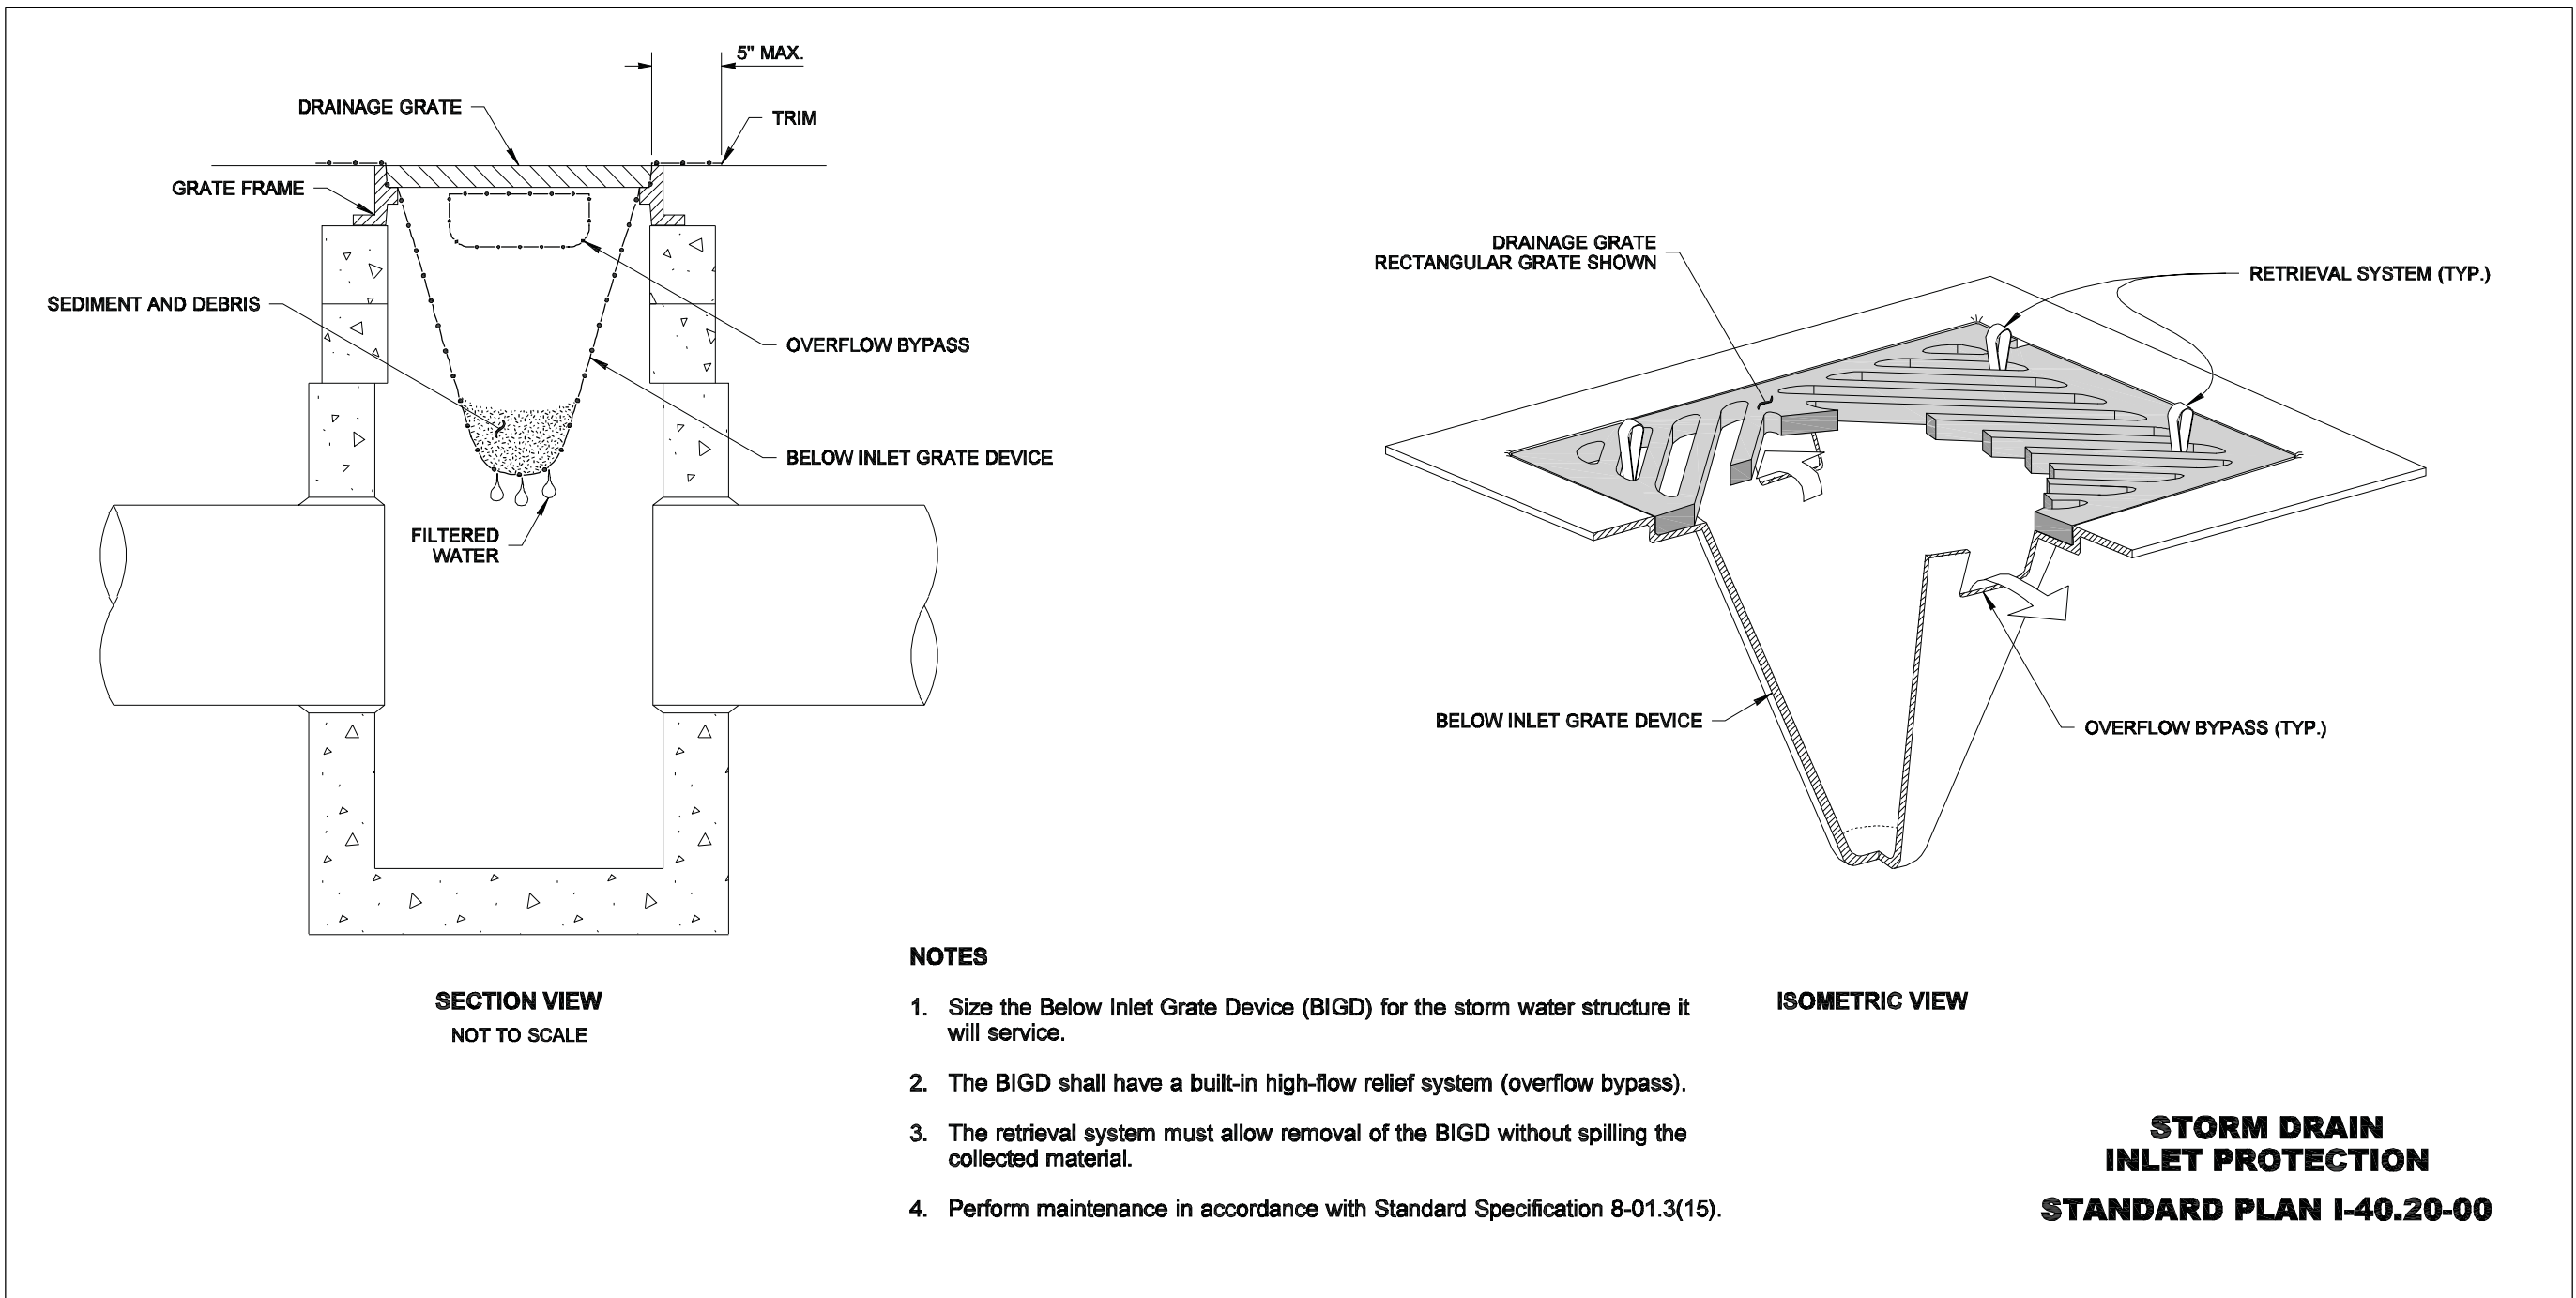 5" MAX.
DRAINAGE GRATE
TRIM
GRATE FRAME
SEDIMENT AND DEBRIS
OVERFLOW BYPASS
BELOW INLET GRATE DEVICE
FILTERED
WATER
SECTION VIEW
NOT TO SCALE
DRAINAGE GRATE
RECTANGULAR GRATE SHOWN
RETRIEVAL SYSTEM (TYP.)
BELOW INLET GRATE DEVICE
OVERFLOW BYPASS (TYP.)
ISOMETRIC VIEW
NOTES
1. Size the Below Inlet Grate Device (BIGD) for the storm water structure it
will service.
2. The BIGD shall have a built-in high-flow relief system (overflow bypass).
3. The retrieval system must allow removal of the BIGD without spilling the
collected material.
4. Perform maintenance in accordance with Standard Specification 8-01.3(15).
STORM DRAIN
INLET PROTECTION
STANDARD PLAN I-40.20-00